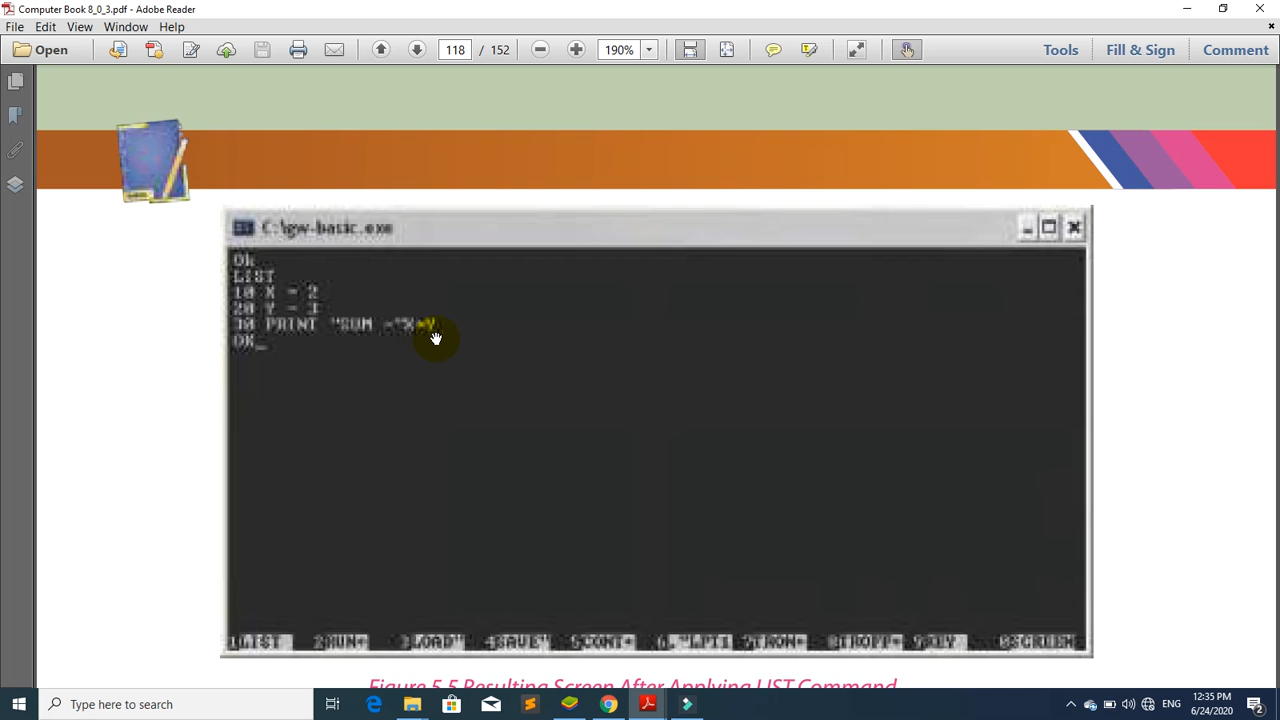 Computer Book 8_0_3.pdf - Adobe Reader
File Edit View Window Help
Open 118 / 152 190% Tools Fill & Sign Comment
C:\gw-basic.exe
Ok
LIST
10 X = 2
20 Y = 3
30 PRINT "SUM ="X+Y
OK_
1LIST 2RUN+ 3LOAD" 4SAVE" 5CONT+ 6,"LPT1 7TRON+ 8TROFF+ 9KEY 0SCREEN
Figure 5.5 Resulting Screen After Applying LIST Command
Type here to search
ENG
12:35 PM
6/24/2020
2